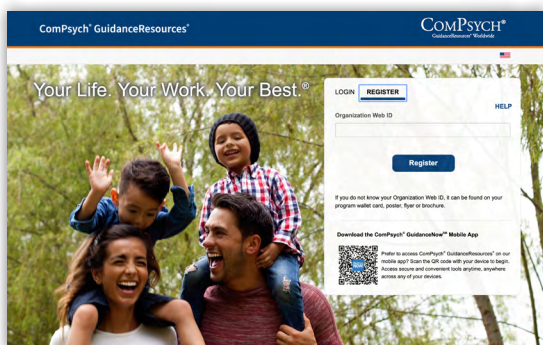 ComPsych® GuidanceResources®
COMPSYCH®
GuidanceResources® Worldwide
Your Life. Your Work. Your Best.®
LOGIN REGISTER
HELP
Organization Web ID
Register
If you do not know your Organization Web ID, it can be found on your
program wallet card, poster, flyer or brochure.
Download the ComPsych® GuidanceNow℠ Mobile App
Prefer to access ComPsych® GuidanceResources® on our
mobile app? Scan the QR code with your device to begin.
Access secure and convenient tools anytime, anywhere
across any of your devices.